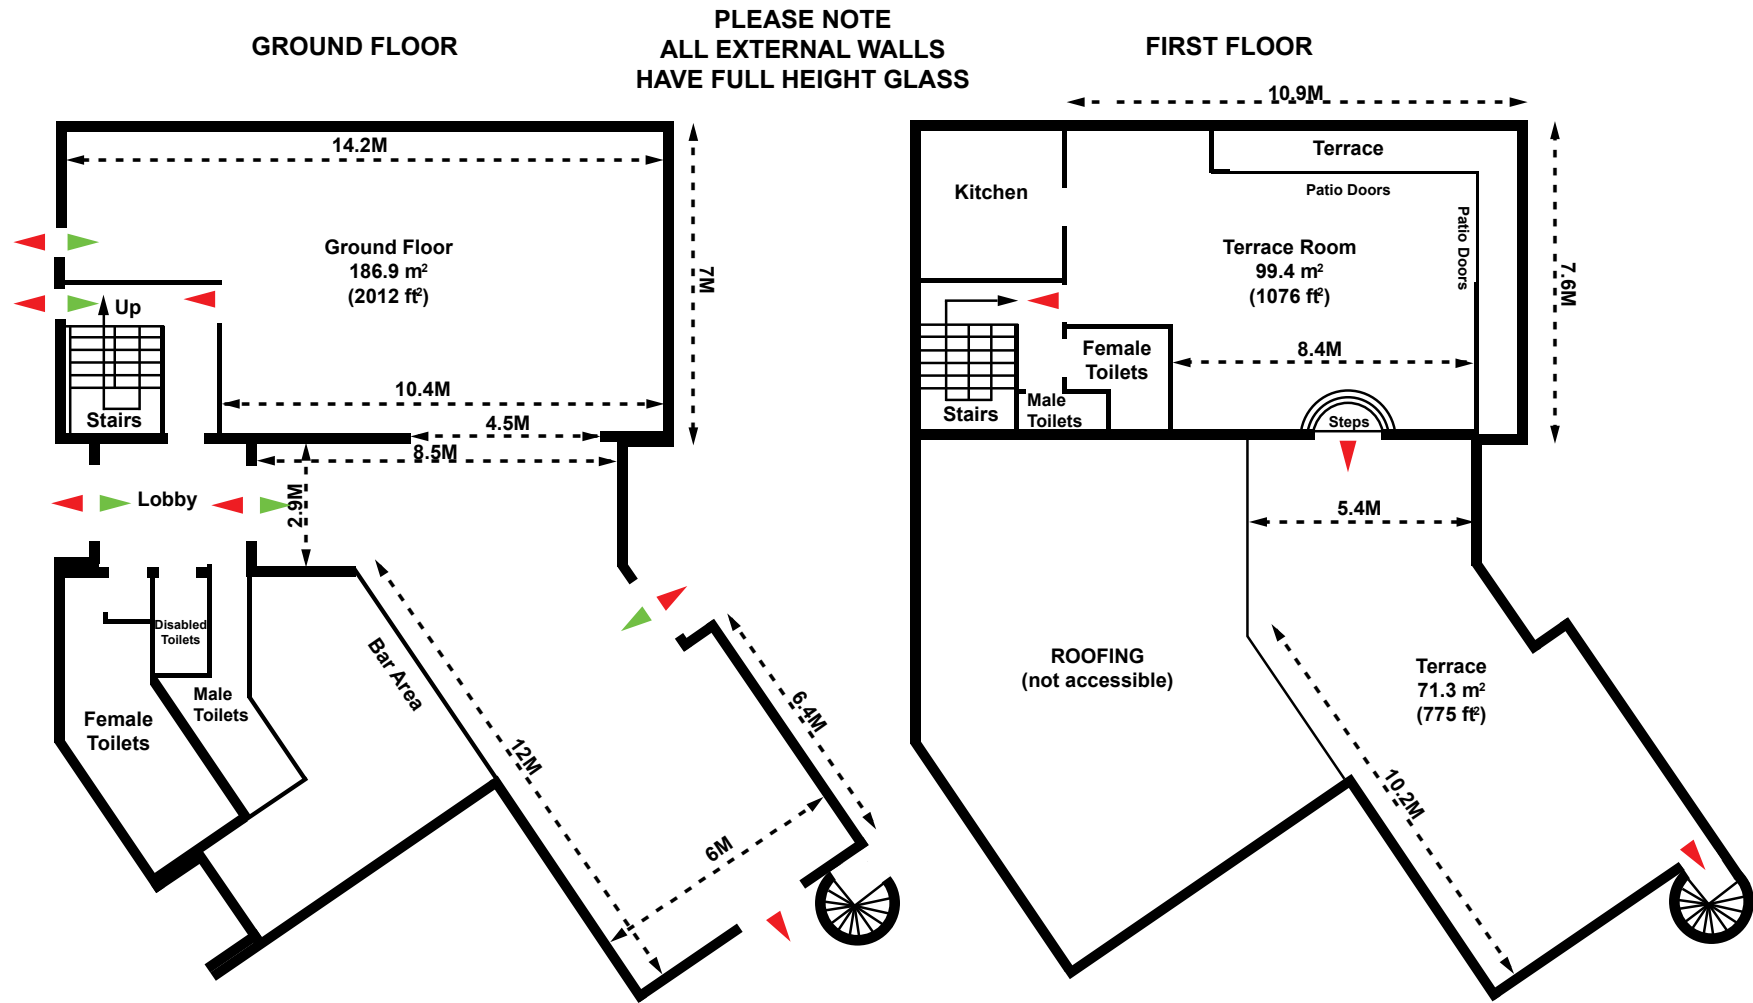 PLEASE NOTE
ALL EXTERNAL WALLS
HAVE FULL HEIGHT GLASS
GROUND FLOOR
14.2M
Ground Floor
186.9 m²
(2012 ft²)
7M
Up
Stairs
10.4M
4.5M
8.5M
2.9M
Lobby
Disabled
Toilets
Male
Toilets
Female
Toilets
Bar Area
12M
6.4M
6M
FIRST FLOOR
10.9M
Terrace
Patio Doors
Patio Doors
Kitchen
Terrace Room
99.4 m²
(1076 ft²)
7.6M
Female
Toilets
8.4M
Stairs
Male
Toilets
Steps
5.4M
ROOFING
(not accessible)
Terrace
71.3 m²
(775 ft²)
10.2M